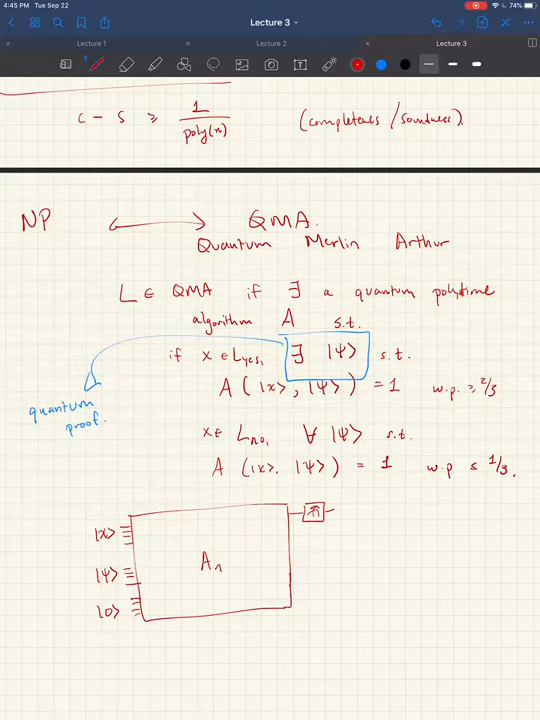 4:45 PM Tue Sep 22
74%
Lecture 3
Lecture 1
Lecture 2
Lecture 3
c - s ≥ 1/poly(n) (completeness/soundness).
NP ⟷ QMA.
Quantum Merlin Arthur
L ∈ QMA if ∃ a quantum polytime
algorithm A s.t.
if x ∈ Lyes, ∃ |ψ⟩ s.t.
A (|x⟩, |ψ⟩) = 1 w.p. ≥ 2/3
quantum
proof.
x ∈ Lno, ∀ |ψ⟩ s.t.
A (|x⟩, |ψ⟩) = 1 w.p ≤ 1/3.
|x⟩
An
|ψ⟩
|0⟩